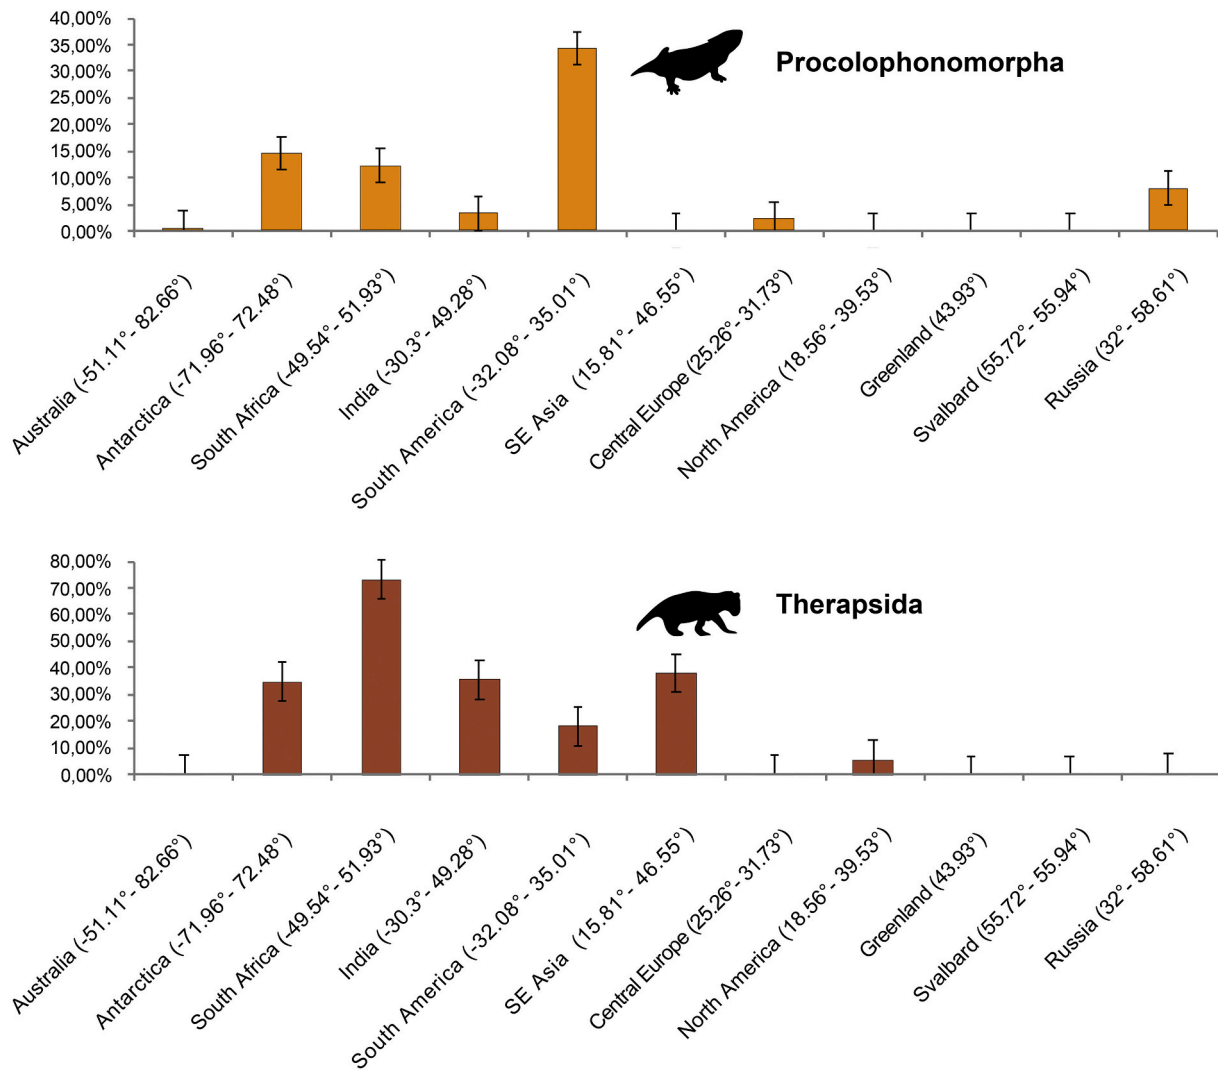 40,00%
35,00%
30,00%
25,00%
20,00%
15,00%
10,00%
5,00%
0,00%
Procolophonomorpha
Australia (-51.11°- 82.66°)
Antarctica (-71.96°- 72.48°)
South Africa (-49.54°- 51.93°)
India (-30.3°- 49.28°)
South America (-32.08°- 35.01°)
SE Asia (15.81°- 46.55°)
Central Europe (25.26°- 31.73°)
North America (18.56°- 39.53°)
Greenland (43.93°)
Svalbard (55.72°- 55.94°)
Russia (32°- 58.61°)
80,00%
70,00%
60,00%
50,00%
40,00%
30,00%
20,00%
10,00%
0,00%
Therapsida
Australia (-51.11°- 82.66°)
Antarctica (-71.96°- 72.48°)
South Africa (-49.54°- 51.93°)
India (-30.3°- 49.28°)
South America (-32.08°- 35.01°)
SE Asia (15.81°- 46.55°)
Central Europe (25.26°- 31.73°)
North America (18.56°- 39.53°)
Greenland (43.93°)
Svalbard (55.72°- 55.94°)
Russia (32°- 58.61°)